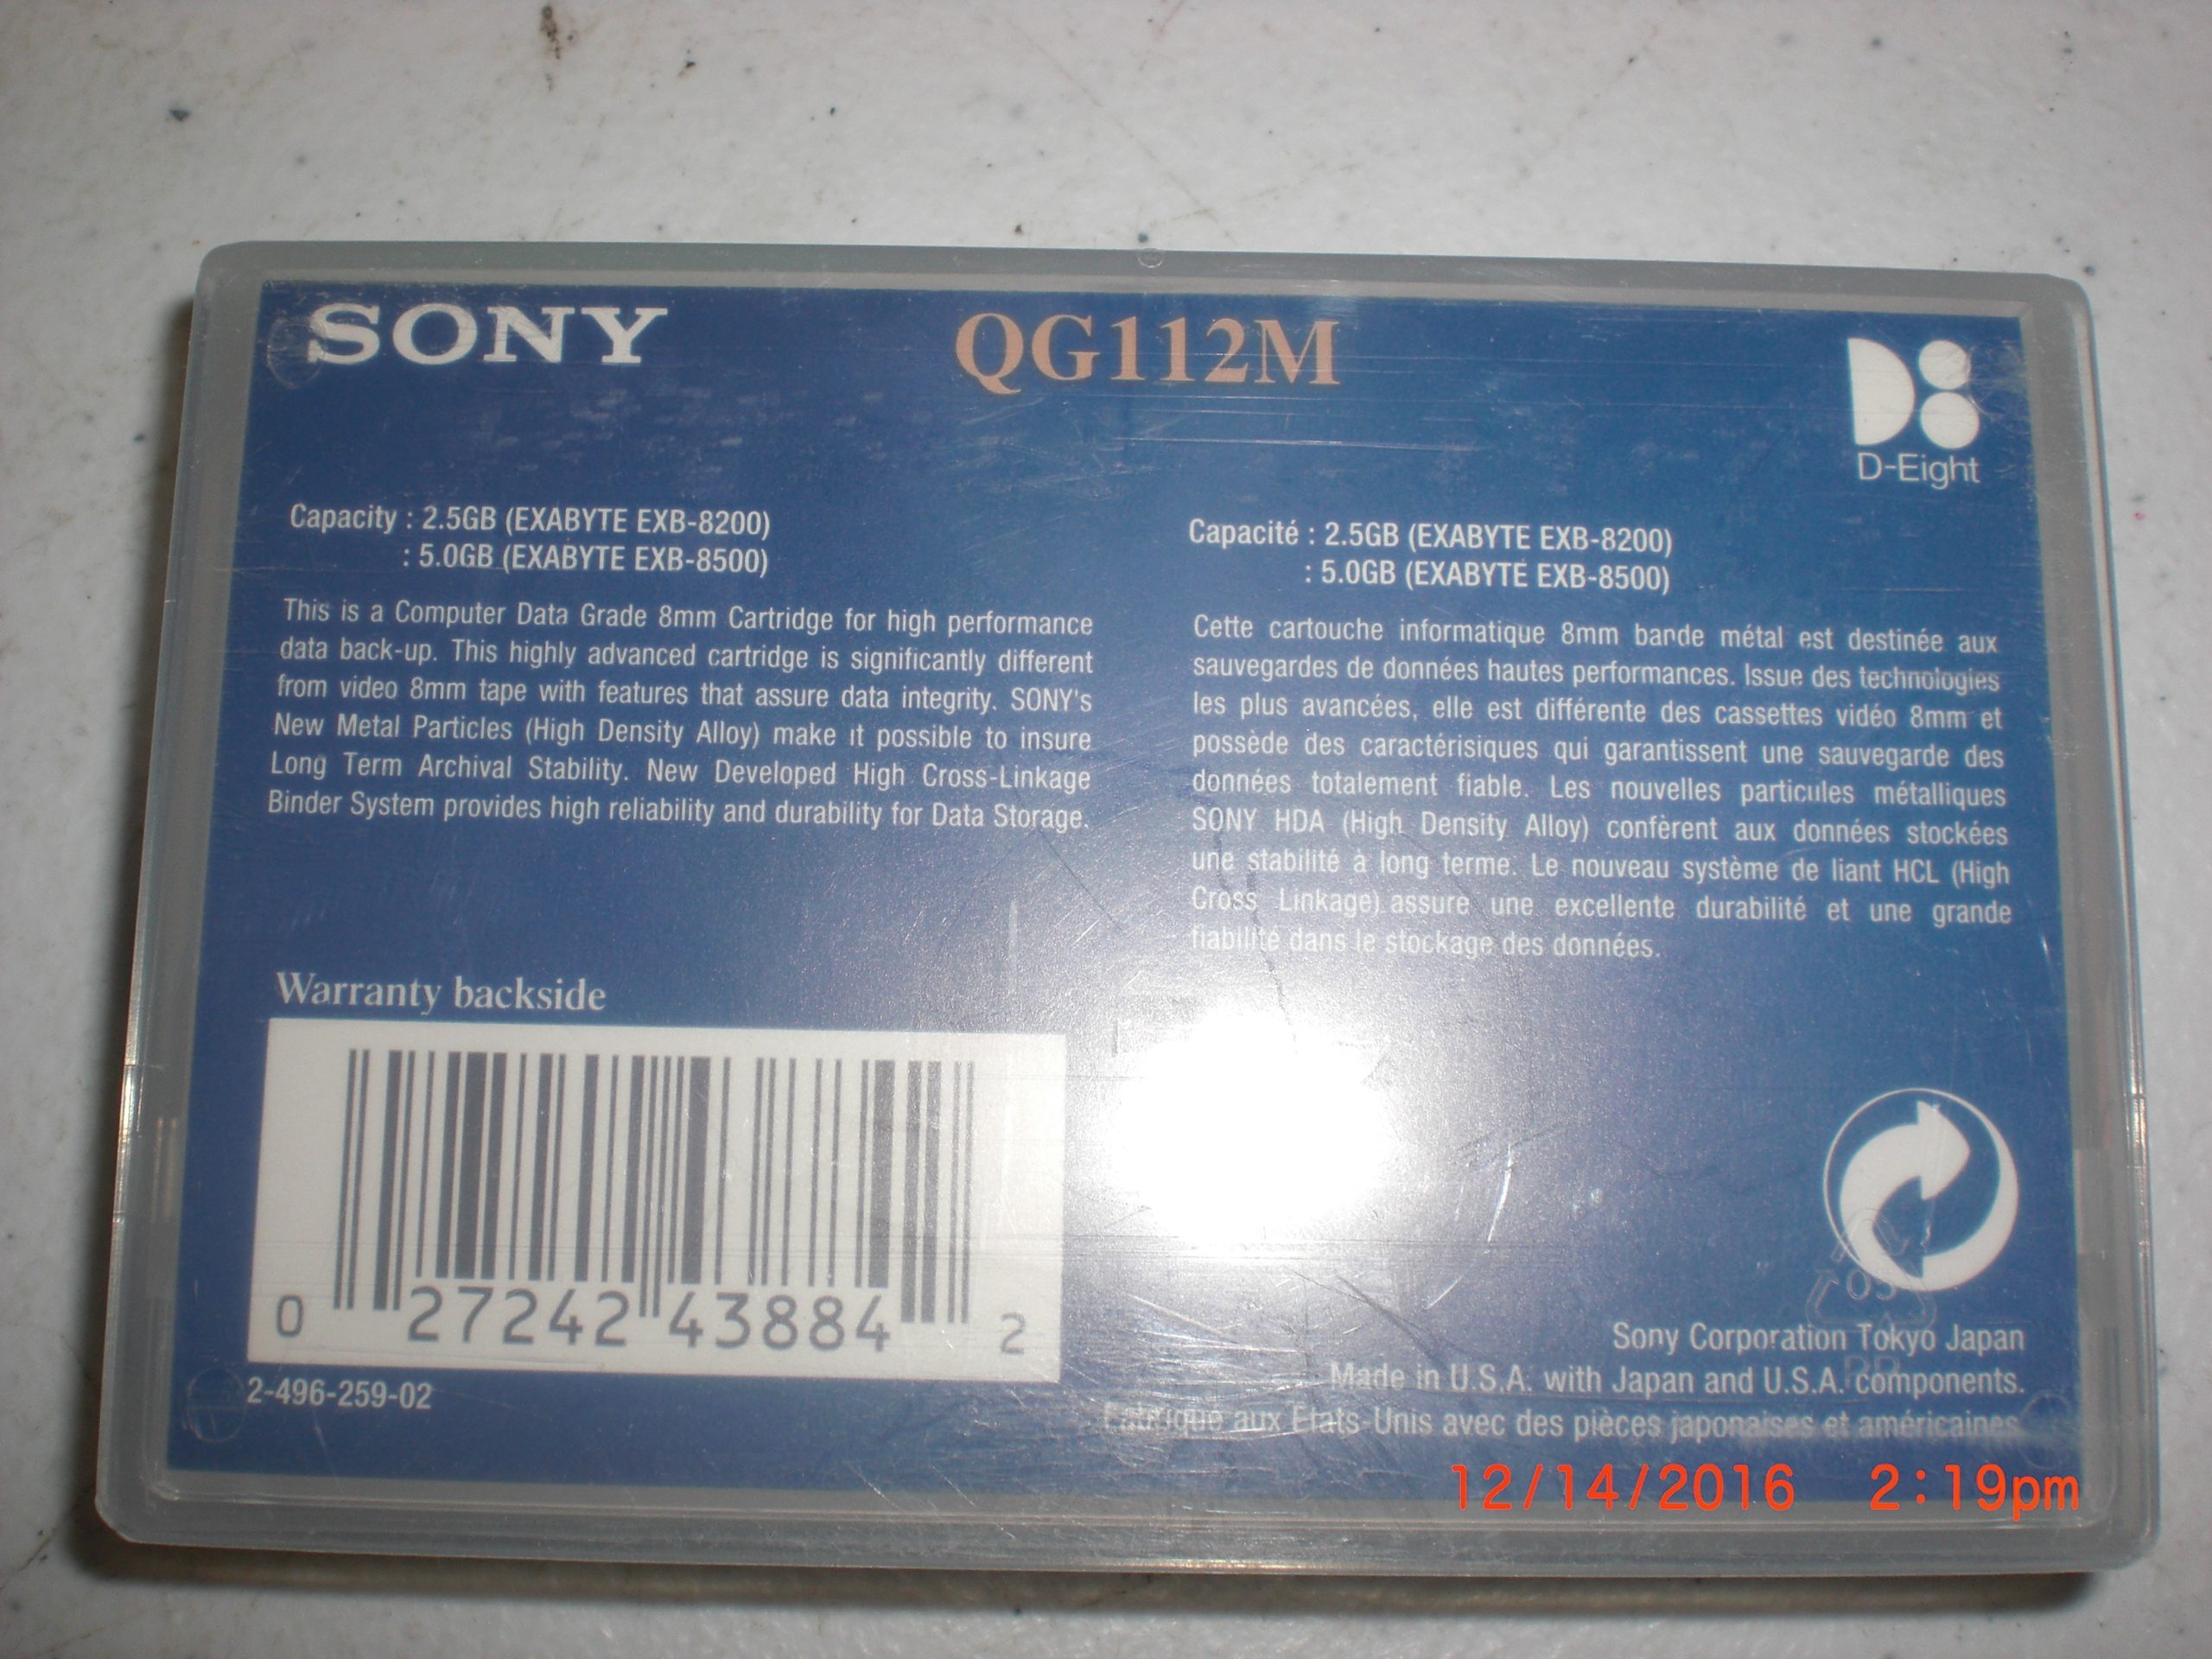 SONY
QG112M
D-Eight
Capacity : 2.5GB (EXABYTE EXB-8200)
: 5.0GB (EXABYTE EXB-8500)
This is a Computer Data Grade 8mm Cartridge for high performance
data back-up. This highly advanced cartridge is significantly different
from video 8mm tape with features that assure data integrity. SONY's
New Metal Particles (High Density Alloy) make it possible to insure
Long Term Archival Stability. New Developed High Cross-Linkage
Binder System provides high reliability and durability for Data Storage.
Capacité : 2.5GB (EXABYTE EXB-8200)
: 5.0GB (EXABYTE EXB-8500)
Cette cartouche informatique 8mm bande métal est destinée aux
sauvegardes de données hautes performances. Issue des technologies
les plus avancées, elle est différente des cassettes vidéo 8mm et
possède des caractérisiques qui garantissent une sauvegarde des
données totalement fiable. Les nouvelles particules métalliques
SONY HDA (High Density Alloy) confèrent aux données stockées
une stabilité à long terme. Le nouveau système de liant HCL (High
Cross Linkage) assure une excellente durabilité et une grande
fiabilité dans le stockage des données.
Warranty backside
0 27242 43884 2
2-496-259-02
Sony Corporation Tokyo Japan
Made in U.S.A. with Japan and U.S.A. components.
Fabriqué aux Etats-Unis avec des pièces japonaises et américaines.
12/14/2016 2:19pm